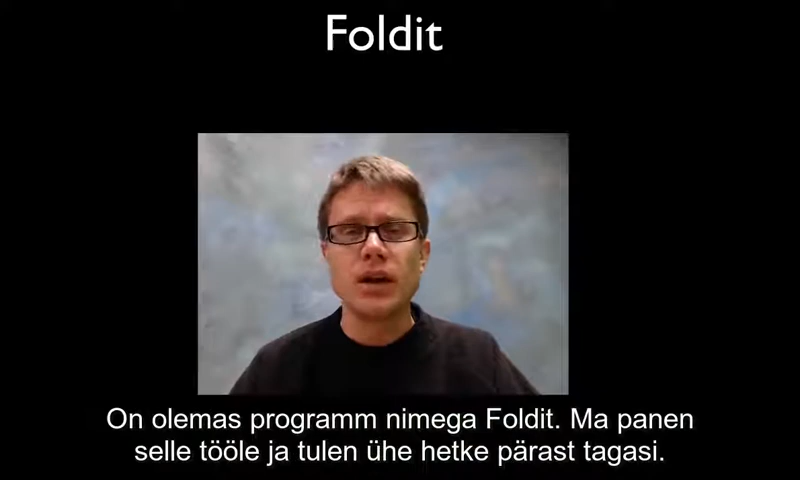 Foldit
On olemas programm nimega Foldit. Ma panen
selle tööle ja tulen ühe hetke pärast tagasi.